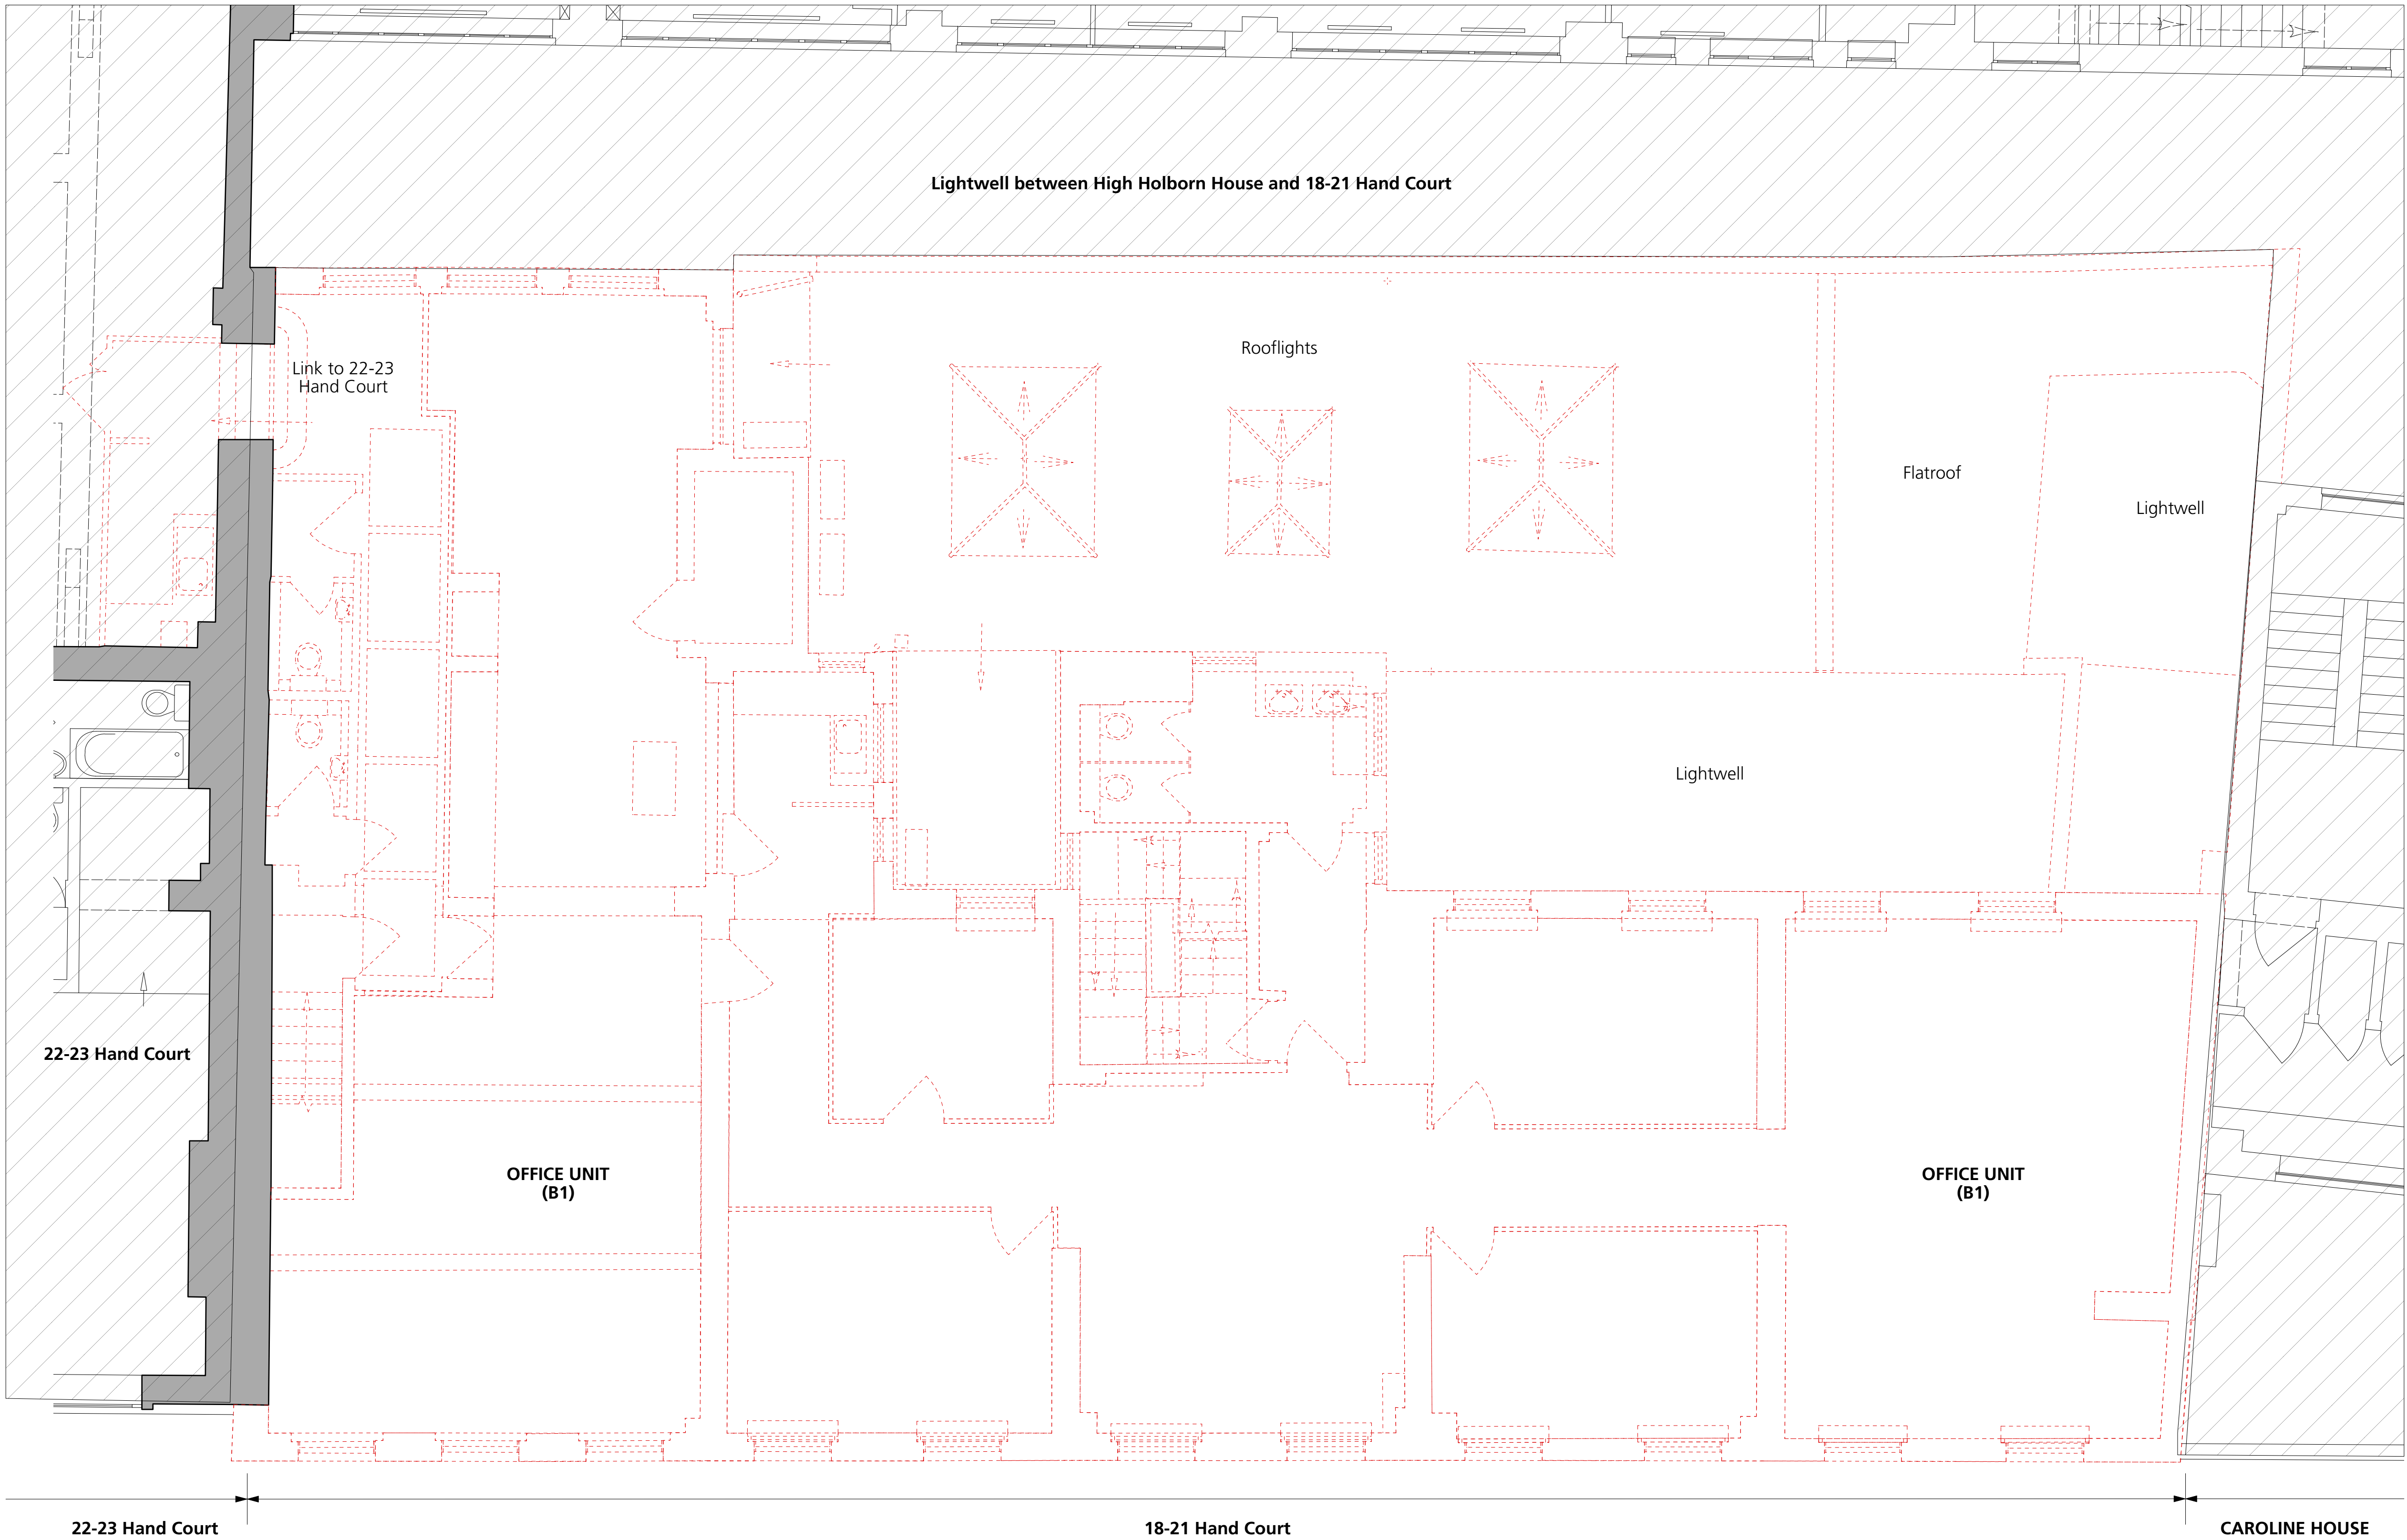 Lightwell between High Holborn House and 18-21 Hand Court
Rooflights
Link to 22-23
Hand Court
Flatroof
Lightwell
Lightwell
22-23 Hand Court
OFFICE UNIT
(B1)
OFFICE UNIT
(B1)
22-23 Hand Court
18-21 Hand Court
CAROLINE HOUSE